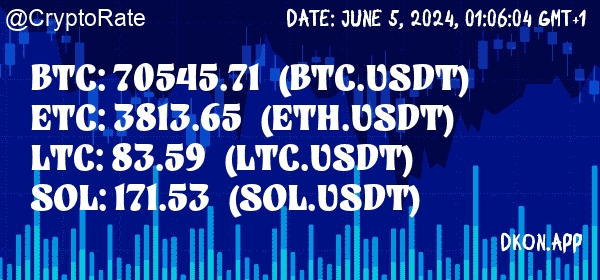 @CryptoRate
DATE: JUNE 5, 2024, 01:06:04 GMT+1
BTC: 70545.71 (BTC.USDT)
ETC: 3813.65 (ETH.USDT)
LTC: 83.59 (LTC.USDT)
SOL: 171.53 (SOL.USDT)
DKON.APP